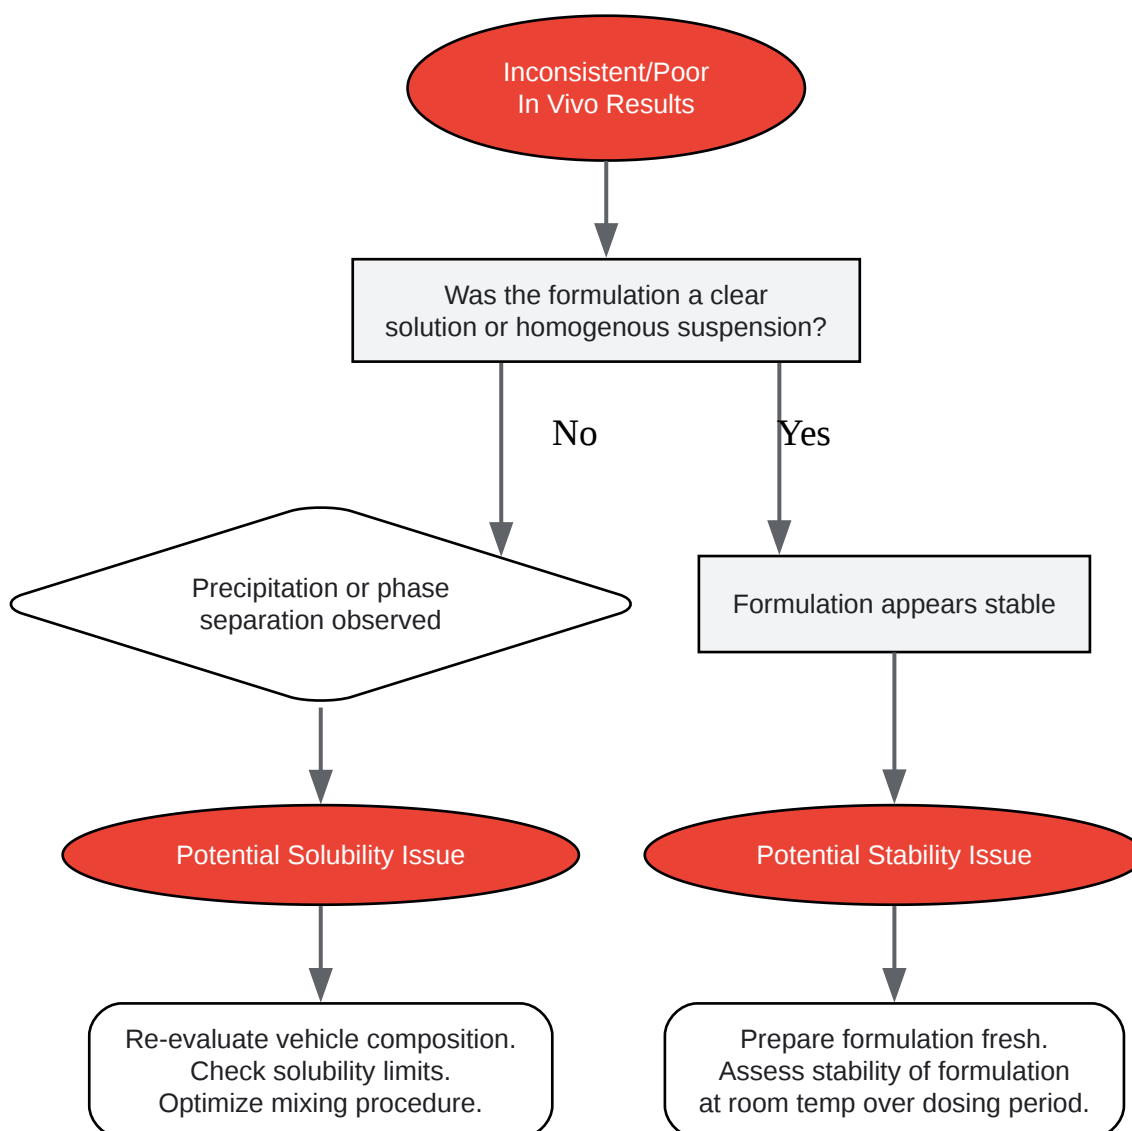 Inconsistent/Poor
In Vivo Results
Was the formulation a clear
solution or homogenous suspension?
No
Yes
Precipitation or phase
separation observed
Formulation appears stable
Potential Solubility Issue
Potential Stability Issue
Re-evaluate vehicle composition.
Check solubility limits.
Optimize mixing procedure.
Prepare formulation fresh.
Assess stability of formulation
at room temp over dosing period.